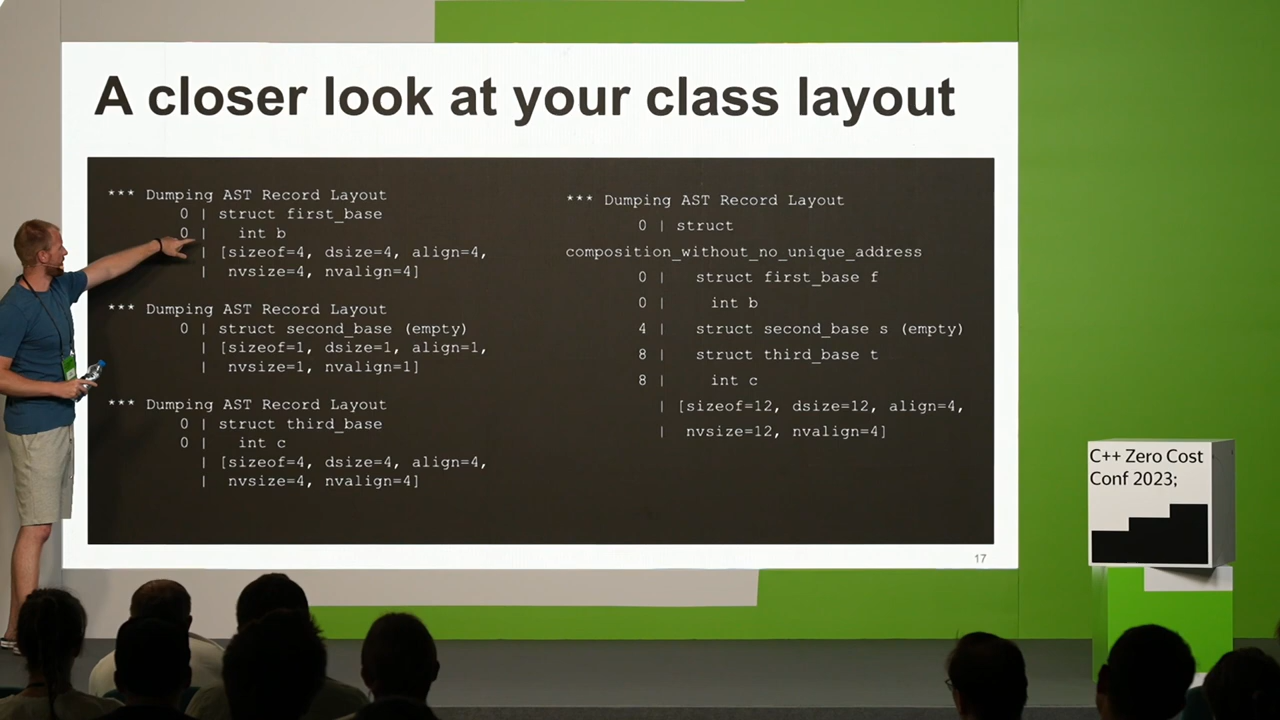 A closer look at your class layout
*** Dumping AST Record Layout
0 | struct first_base
0 | int b
| [sizeof=4, dsize=4, align=4,
| nvsize=4, nvalign=4]
*** Dumping AST Record Layout
0 | struct second_base (empty)
| [sizeof=1, dsize=1, align=1,
| nvsize=1, nvalign=1]
*** Dumping AST Record Layout
0 | struct third_base
0 | int c
| [sizeof=4, dsize=4, align=4,
| nvsize=4, nvalign=4]
*** Dumping AST Record Layout
0 | struct
composition_without_no_unique_address
0 | struct first_base f
0 | int b
4 | struct second_base s (empty)
8 | struct third_base t
8 | int c
| [sizeof=12, dsize=12, align=4,
| nvsize=12, nvalign=4]
17
C++ Zero Cost
Conf 2023;